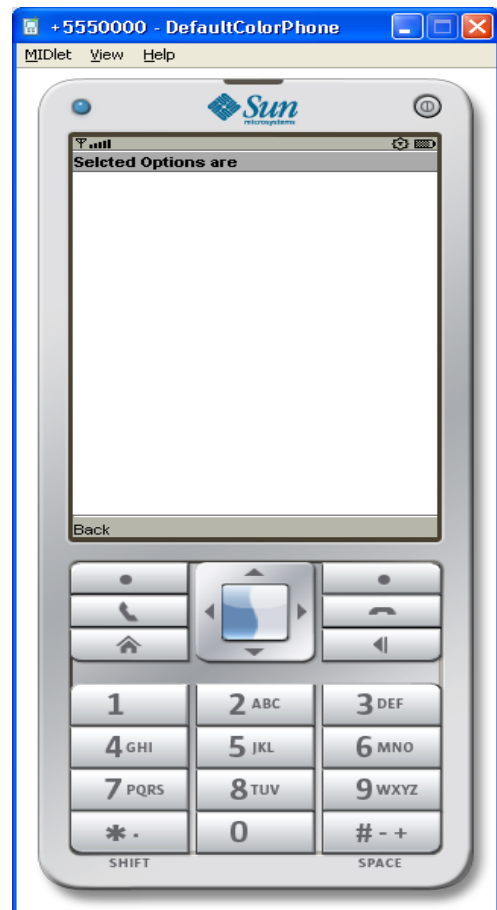 +5550000 - DefaultColorPhone
MIDlet View Help
Sun
microsystems
Selcted Options are
Back
1 2 ABC 3 DEF
4 GHI 5 JKL 6 MNO
7 PQRS 8 TUV 9 WXYZ
* . 0 # - +
SHIFT SPACE